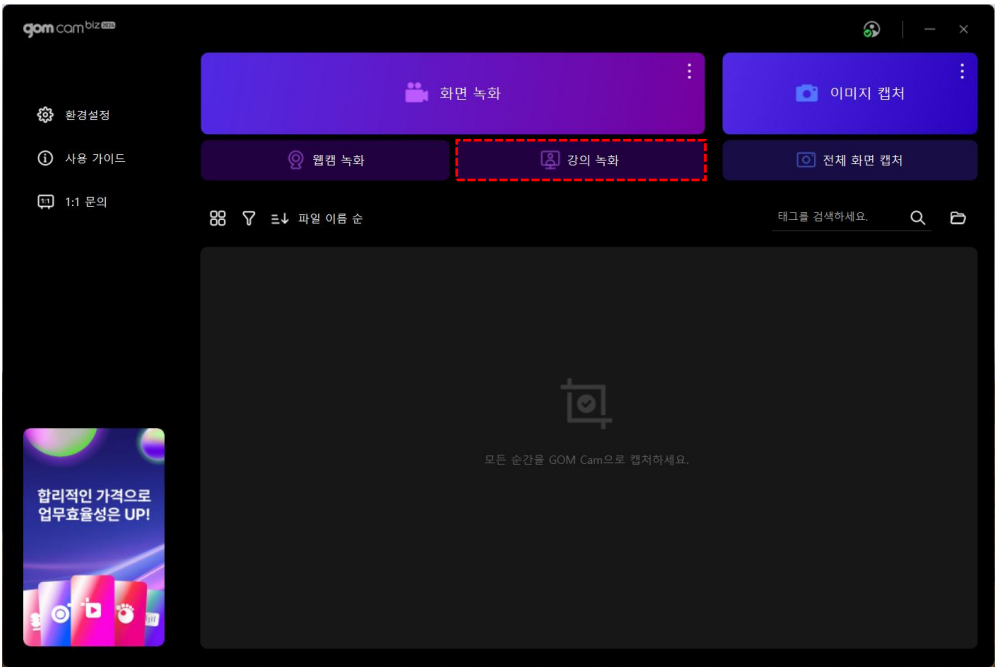 gom cam biz 2024
화면 녹화
이미지 캡처
환경설정
웹캠 녹화
강의 녹화
전체 화면 캡처
사용 가이드
1:1 문의
파일 이름 순
태그를 검색하세요.
모든 순간을 GOM Cam으로 캡처하세요.
합리적인 가격으로
업무효율성은 UP!